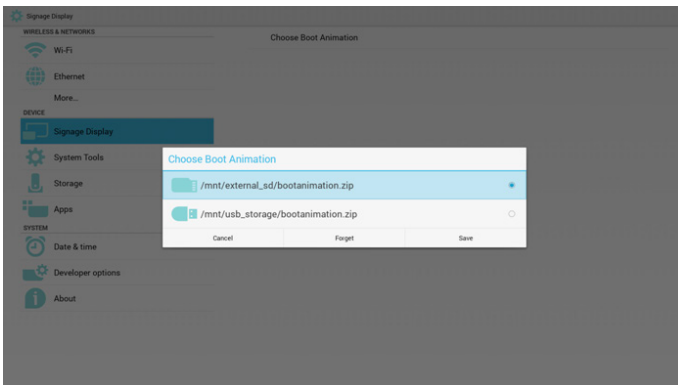 Signage Display
WIRELESS & NETWORKS
Choose Boot Animation
Wi-Fi
Ethernet
More...
DEVICE
Signage Display
System Tools
Storage
Apps
SYSTEM
Date & time
Developer options
About
Choose Boot Animation
/mnt/external_sd/bootanimation.zip
/mnt/usb_storage/bootanimation.zip
Cancel
Forget
Save